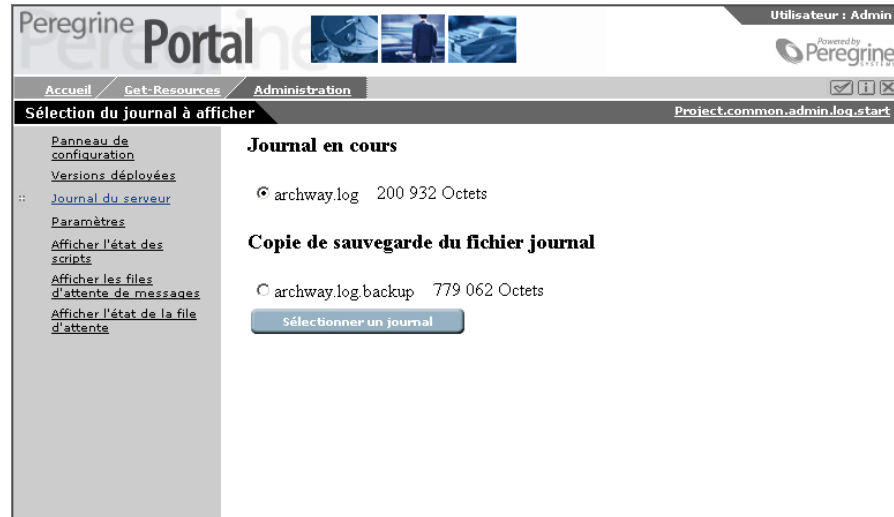 Peregrine Portal
Utilisateur : Admin
Powered by
Peregrine
SYSTEMS
Accueil Get-Resources Administration
Sélection du journal à afficher
Project.common.admin.log.start
Panneau de
configuration
Versions déployées
Journal du serveur
Paramètres
Afficher l'état des
scripts
Afficher les files
d'attente de messages
Afficher l'état de la file
d'attente
Journal en cours
archway.log 200 932 Octets
Copie de sauvegarde du fichier journal
archway.log.backup 779 062 Octets
Sélectionner un journal